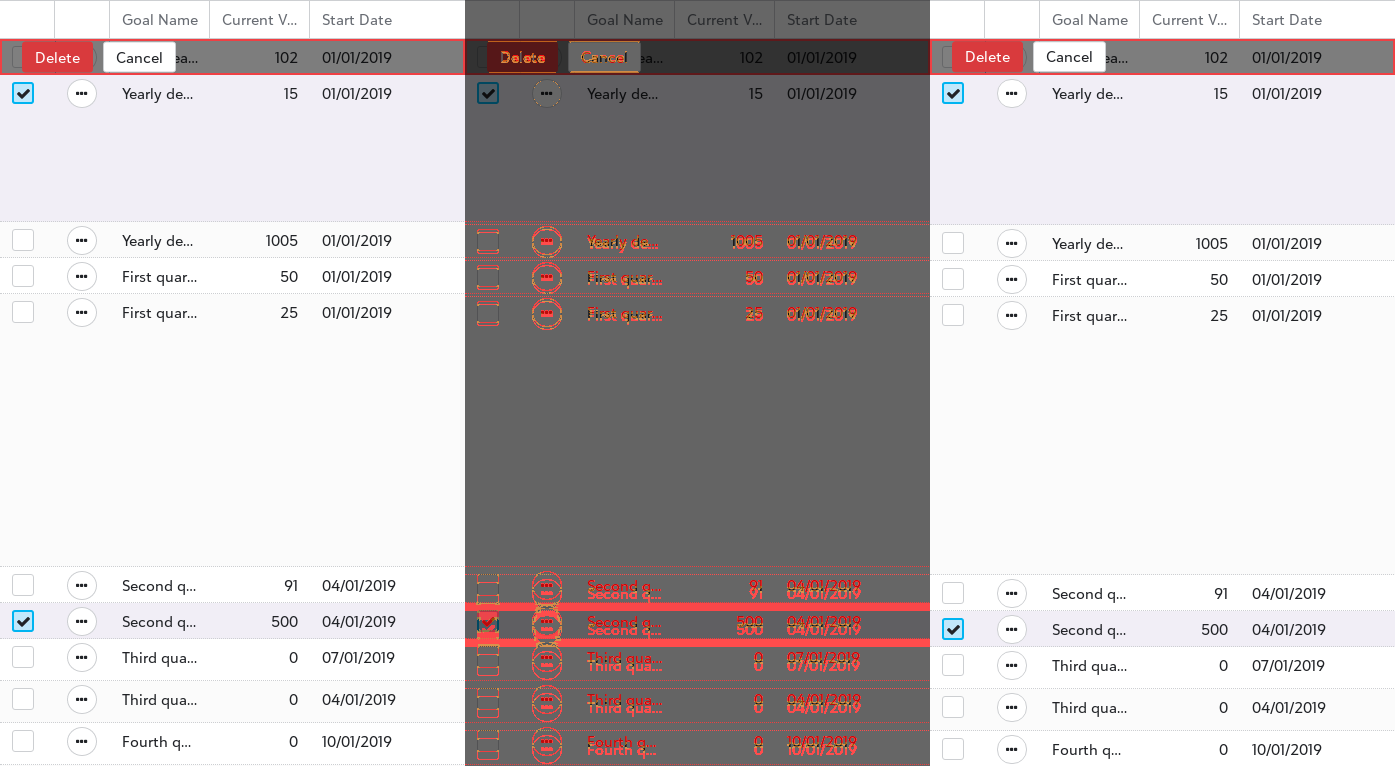 Goal Name Current V... Start Date Goal Name Current V... Start Date Goal Name Current V... Start Date
Delete Cancel ea... 102 01/01/2019 Delete Cancel ea... 102 01/01/2019 Delete Cancel ea... 102 01/01/2019
Yearly de... 15 01/01/2019 Yearly de... 15 01/01/2019 Yearly de... 15 01/01/2019
Yearly de... 1005 01/01/2019 Yearly de... 1005 01/01/2019 Yearly de... 1005 01/01/2019
First quar... 50 01/01/2019 First quar... 50 01/01/2019 First quar... 50 01/01/2019
First quar... 25 01/01/2019 First quar... 25 01/01/2019 First quar... 25 01/01/2019
Second q... 91 04/01/2019 Second q... 91 04/01/2019 Second q... 91 04/01/2019
Second q... 500 04/01/2019 Second q... 500 04/01/2019 Second q... 500 04/01/2019
Third qua... 0 07/01/2019 Third qua... 0 07/01/2019 Third qua... 0 07/01/2019
Third qua... 0 04/01/2019 Third qua... 0 04/01/2019 Third qua... 0 04/01/2019
Fourth q... 0 10/01/2019 Fourth q... 0 10/01/2019 Fourth q... 0 10/01/2019